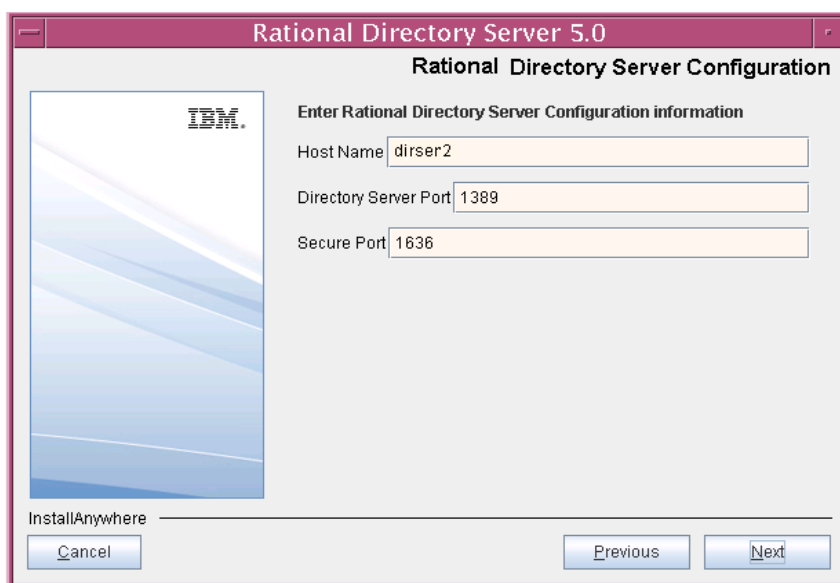 Rational Directory Server 5.0
Rational Directory Server Configuration
IBM.
Enter Rational Directory Server Configuration information
Host Name dirser2
Directory Server Port 1389
Secure Port 1636
InstallAnywhere
Cancel Previous Next